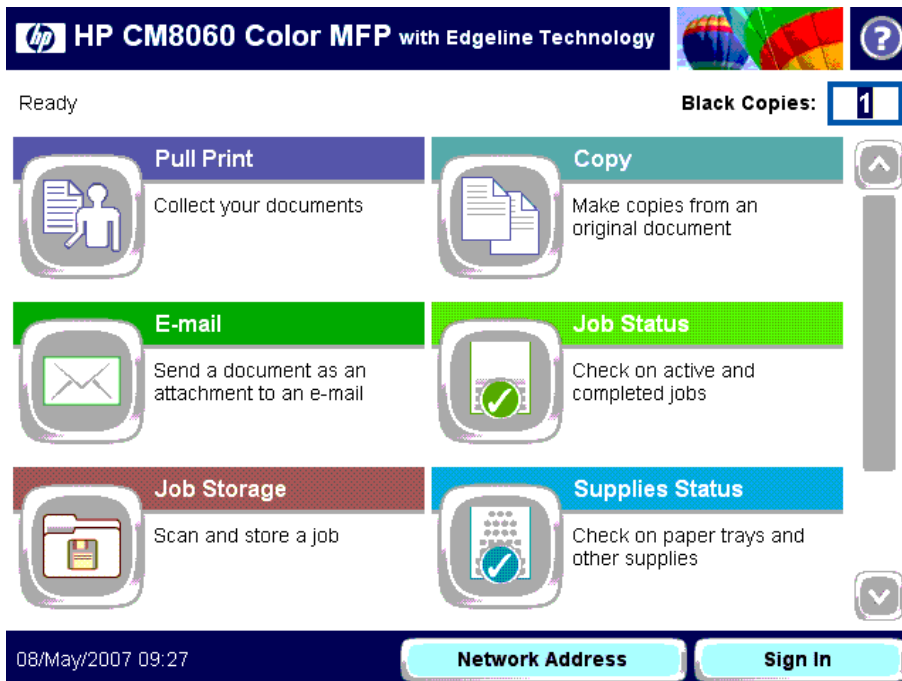 hp HP CM8060 Color MFP with Edgeline Technology ?
Ready
Black Copies: 1
Pull Print
Collect your documents
Copy
Make copies from an
original document
E-mail
Send a document as an
attachment to an e-mail
Job Status
Check on active and
completed jobs
Job Storage
Scan and store a job
Supplies Status
Check on paper trays and
other supplies
08/May/2007 09:27
Network Address
Sign In